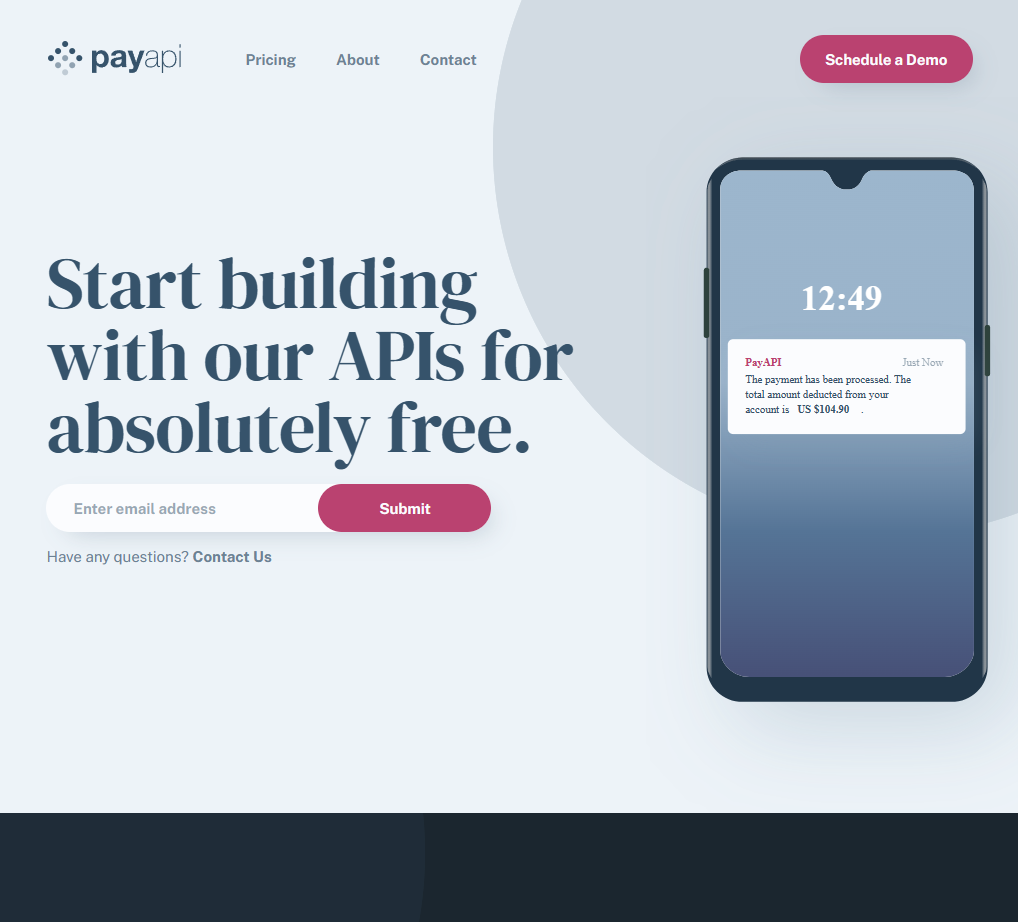 payapi
Pricing
About
Contact
Schedule a Demo
Start building
with our APIs for
absolutely free.
Enter email address
Submit
Have any questions? Contact Us
12:49
PayAPI
Just Now
The payment has been processed. The
total amount deducted from your
account is US $104.90 .